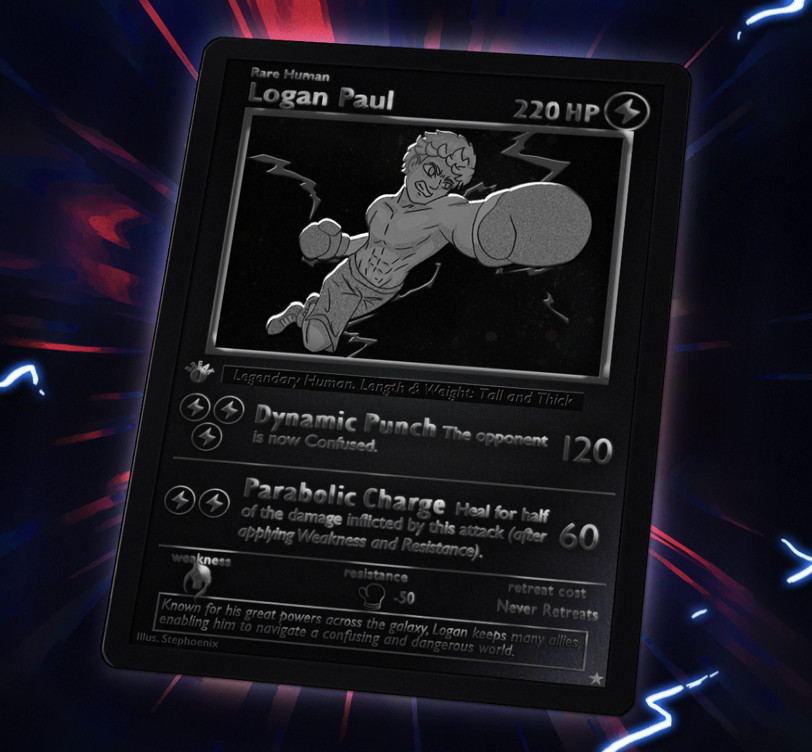 Rare Human
Logan Paul
220 HP
Legendary Human. Length & Weight: Tall and Thick
Dynamic Punch The opponent
is now Confused.
120
Parabolic Charge Heal for half
of the damage inflicted by this attack (after
applying Weakness and Resistance).
60
weakness
resistance
-50
retreat cost
Never Retreats
Known for his great powers across the galaxy, Logan keeps many allies,
enabling him to navigate a confusing and dangerous world.
Illus. Stephoenix